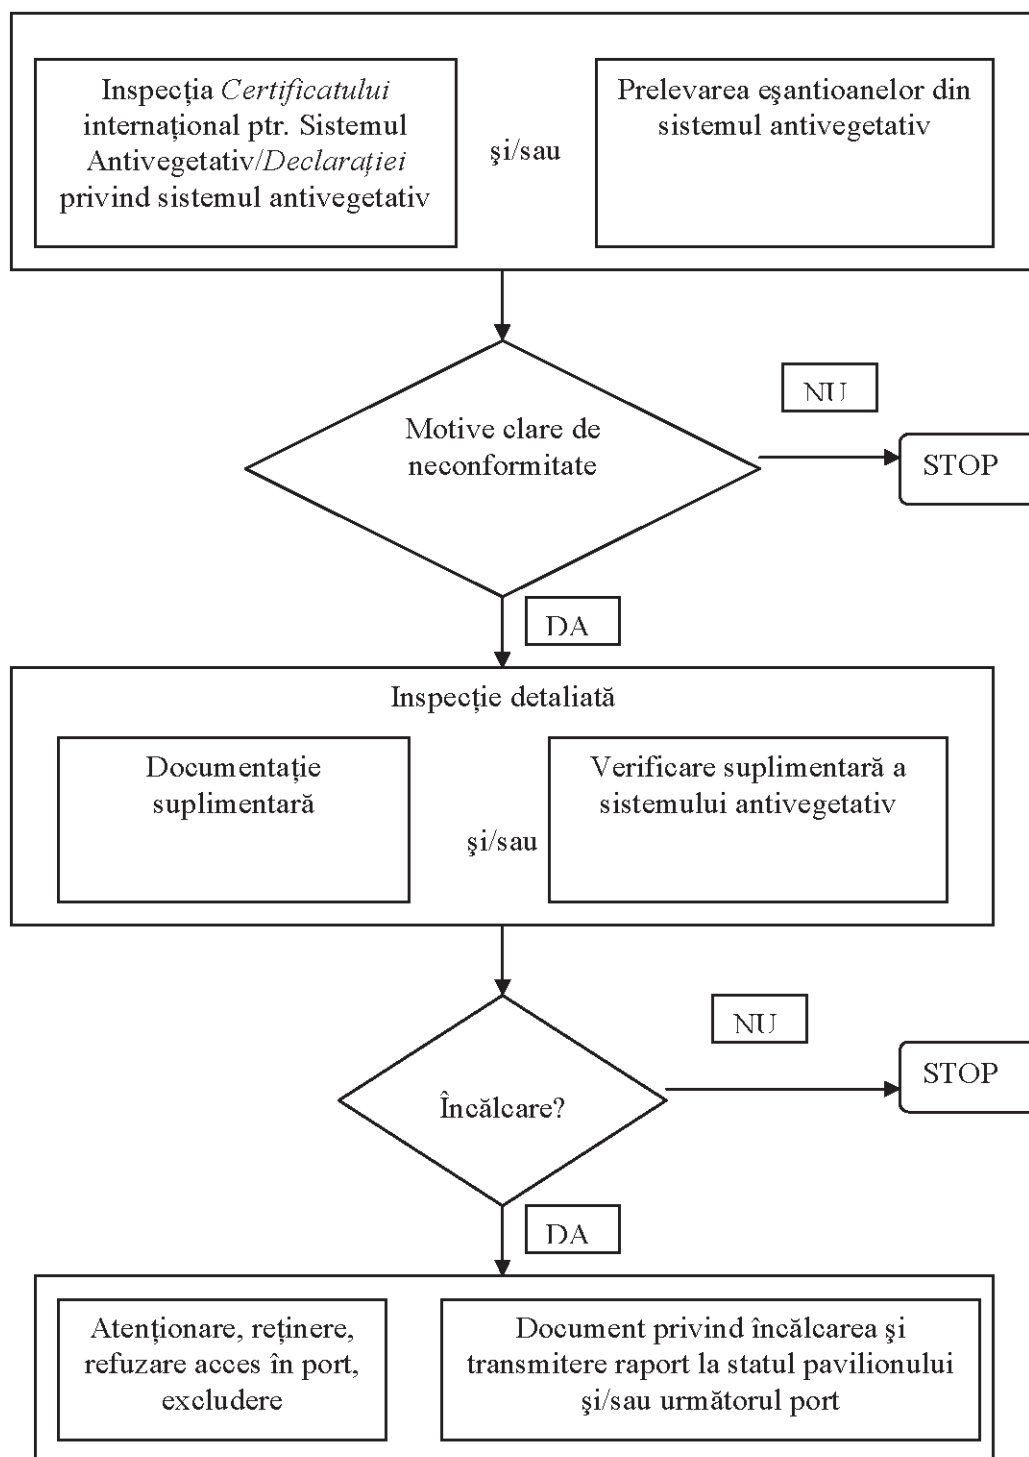 Inspecția Certificatului
internațional ptr. Sistemul
Antivegetativ/Declarației
privind sistemul antivegetativ
şi/sau
Prelevarea eşantioanelor din
sistemul antivegetativ
Motive clare de
neconformitate
NU
STOP
DA
Inspecție detaliată
Documentație
suplimentară
şi/sau
Verificare suplimentară a
sistemului antivegetativ
Încălcare?
NU
STOP
DA
Atenționare, reținere,
refuzare acces în port,
excludere
Document privind încălcarea şi
transmitere raport la statul pavilionului
şi/sau următorul port